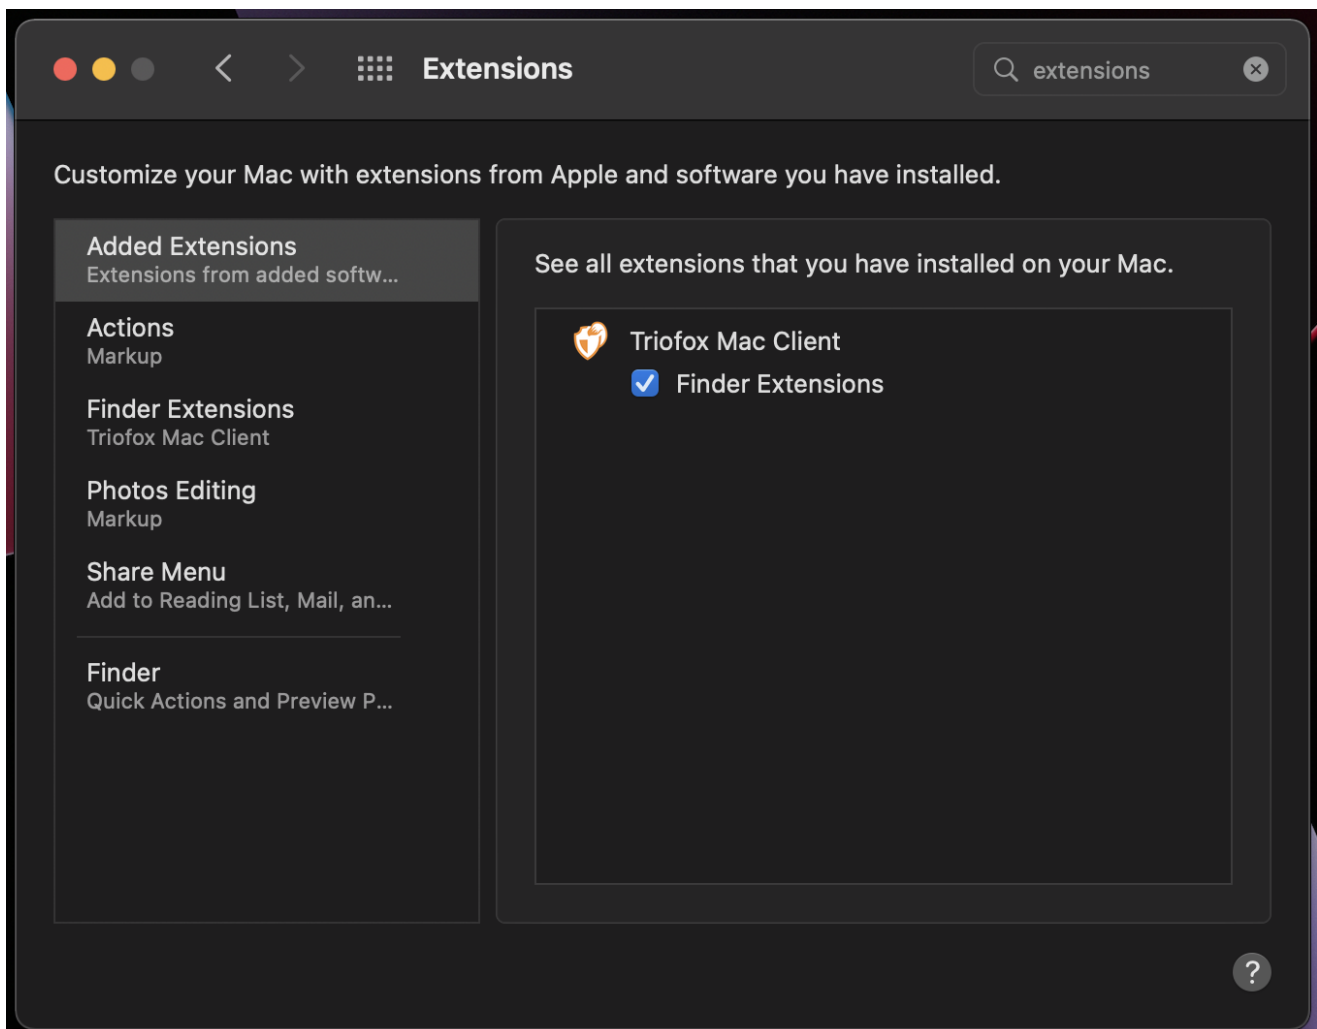 Extensions
extensions
Customize your Mac with extensions from Apple and software you have installed.
Added Extensions
Extensions from added softw...
Actions
Markup
Finder Extensions
Triofox Mac Client
Photos Editing
Markup
Share Menu
Add to Reading List, Mail, an...
Finder
Quick Actions and Preview P...
See all extensions that you have installed on your Mac.
Triofox Mac Client
Finder Extensions
?